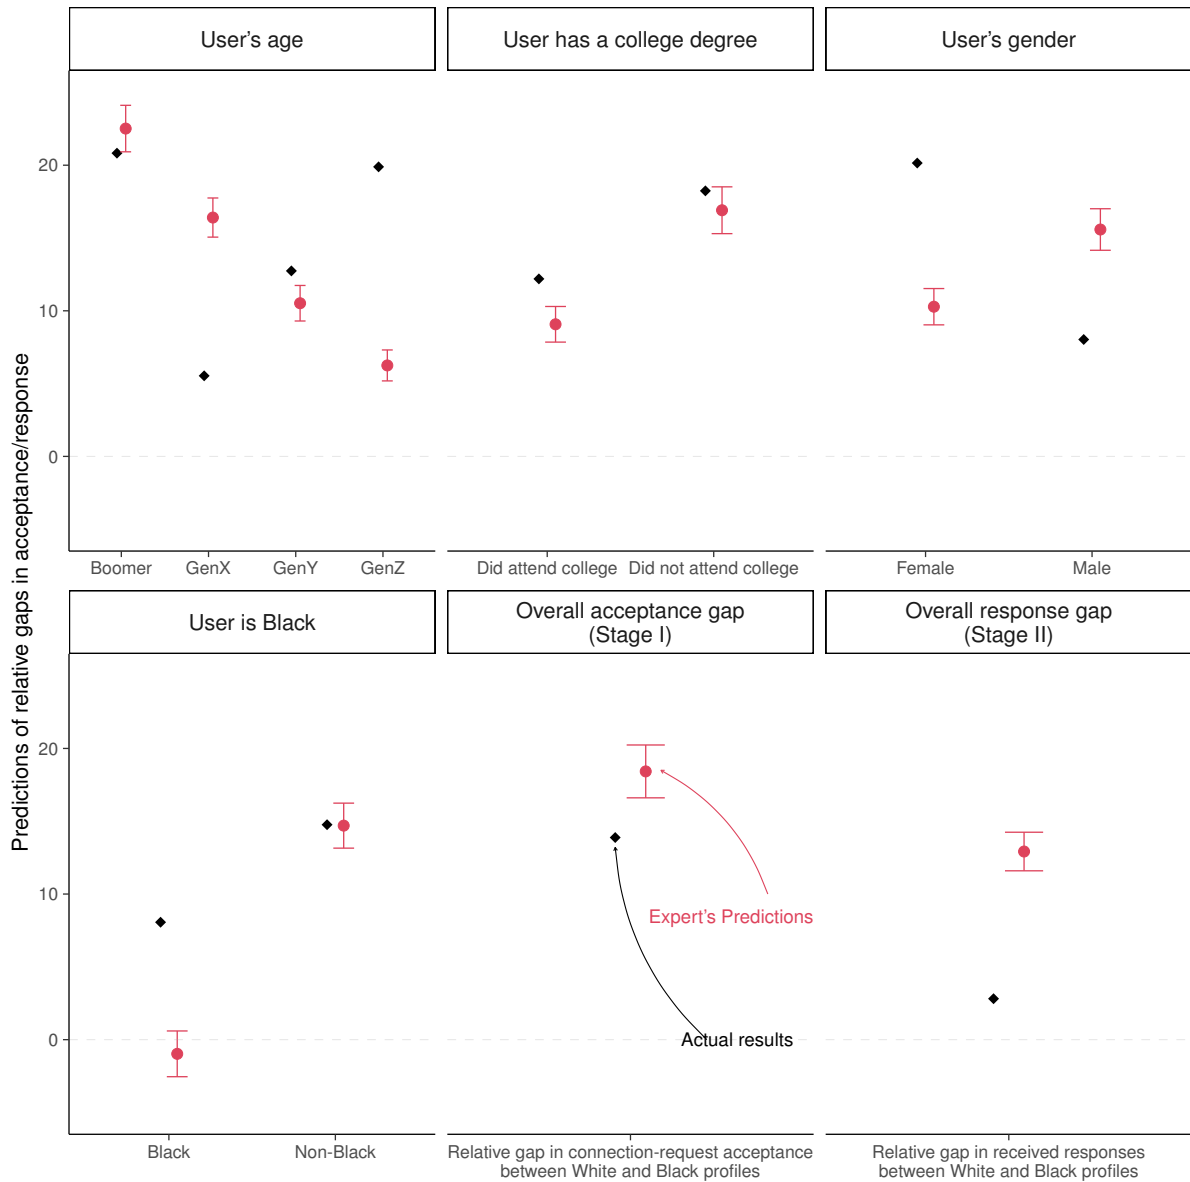 Predictions of relative gaps in acceptance/response
User's age
User has a college degree
User's gender
20
10
0
Boomer
GenX
GenY
GenZ
Did attend college
Did not attend college
Female
Male
User is Black
Overall acceptance gap
(Stage I)
Overall response gap
(Stage II)
20
10
0
Expert's Predictions
Actual results
Black
Non-Black
Relative gap in connection-request acceptance
between White and Black profiles
Relative gap in received responses
between White and Black profiles